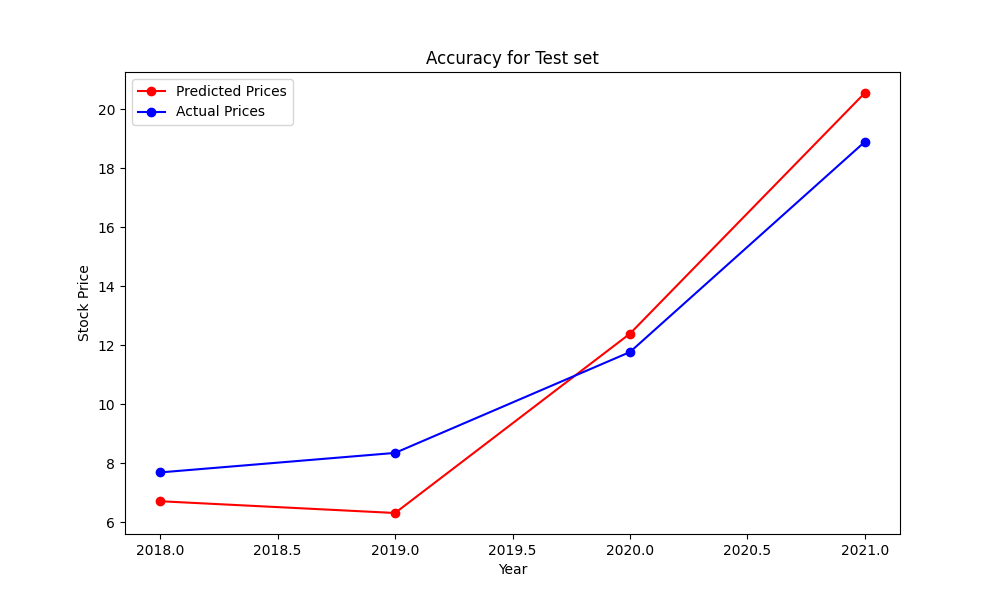 Accuracy for Test set
Predicted Prices
Actual Prices
20
18
16
14
12
10
8
6
Stock Price
2018.0 2018.5 2019.0 2019.5 2020.0 2020.5 2021.0
Year